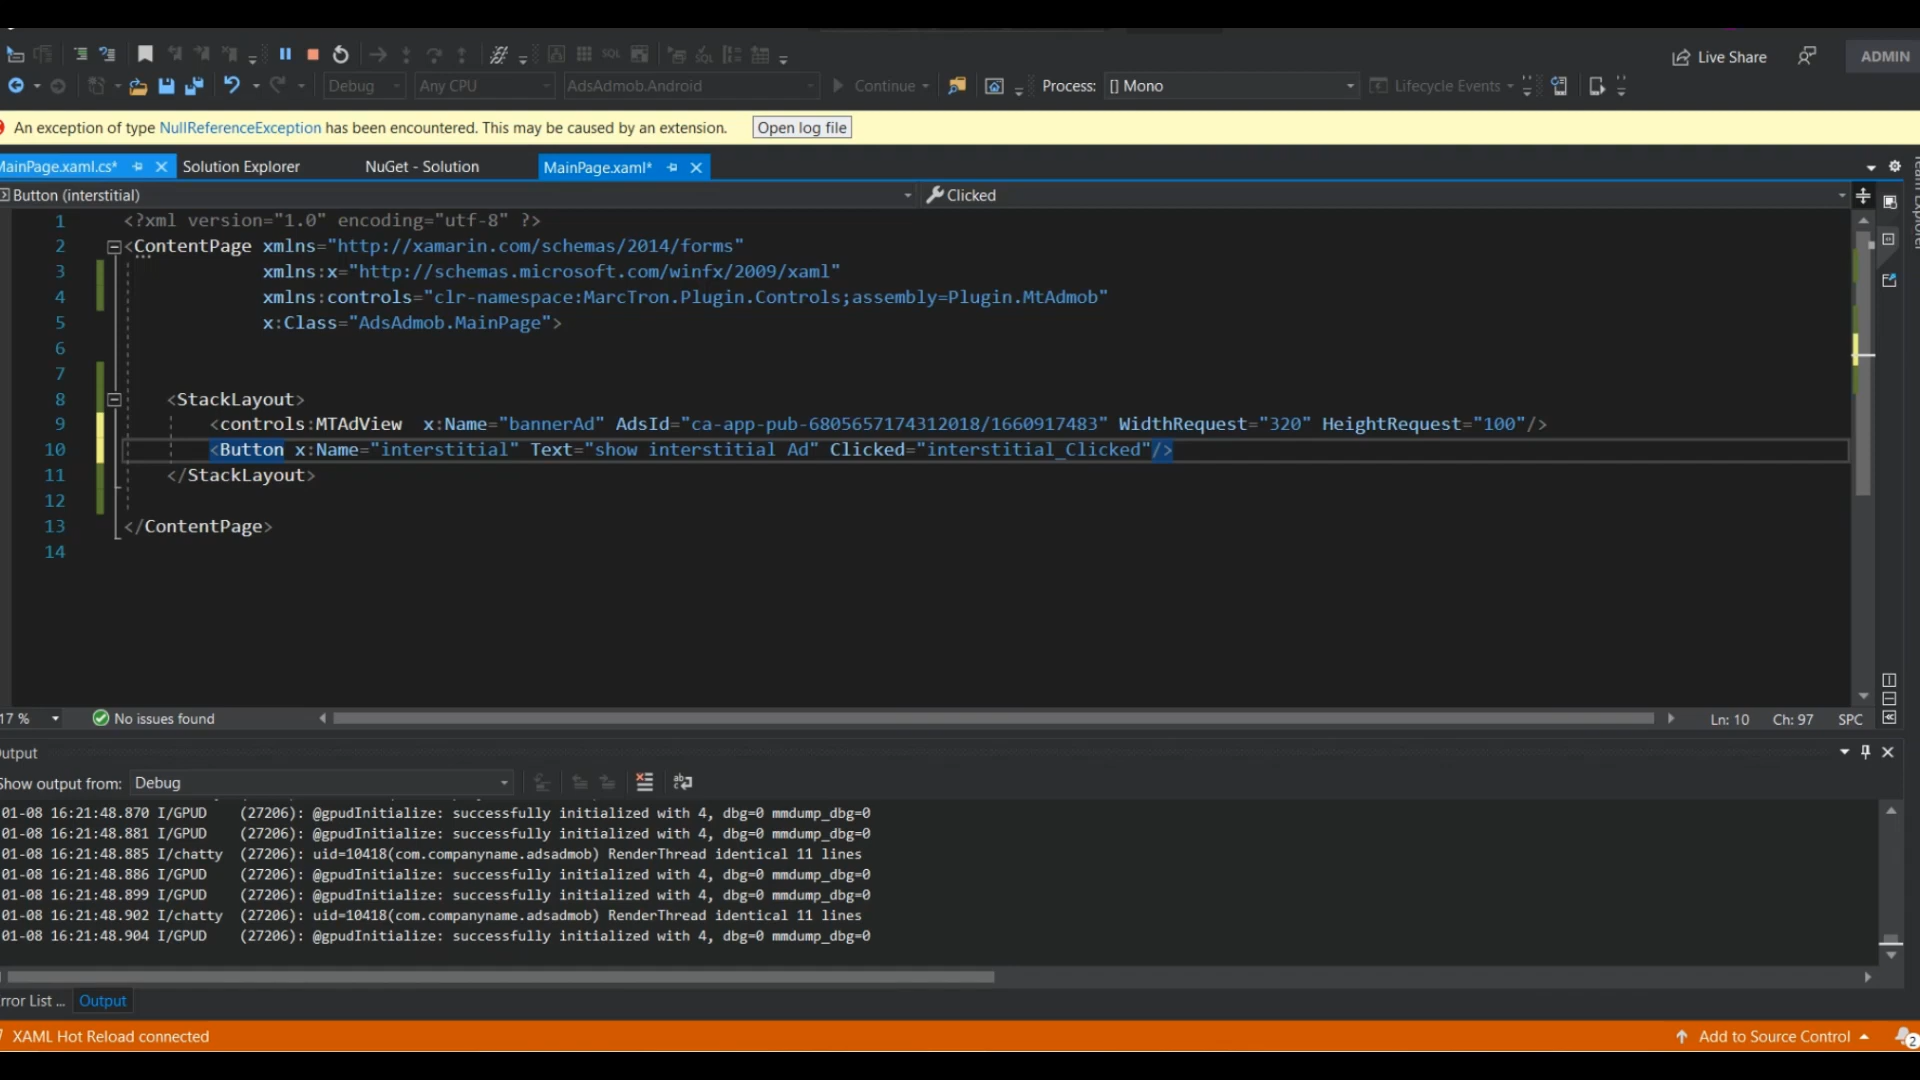 Live Share
ADMIN
Debug Any CPU AdsAdmob.Android Continue Process: [] Mono Lifecycle Events
An exception of type NullReferenceException has been encountered. This may be caused by an extension. Open log file
MainPage.xaml.cs* Solution Explorer NuGet - Solution MainPage.xaml*
Button (interstitial) Clicked
1 <?xml version="1.0" encoding="utf-8" ?>
2 <ContentPage xmlns="http://xamarin.com/schemas/2014/forms"
3 xmlns:x="http://schemas.microsoft.com/winfx/2009/xaml"
4 xmlns:controls="clr-namespace:MarcTron.Plugin.Controls;assembly=Plugin.MtAdmob"
5 x:Class="AdsAdmob.MainPage">
6
7
8 <StackLayout>
9 <controls:MTAdView x:Name="bannerAd" AdsId="ca-app-pub-6805657174312018/1660917483" WidthRequest="320" HeightRequest="100"/>
10 <Button x:Name="interstitial" Text="show interstitial Ad" Clicked="interstitial_Clicked"/>
11 </StackLayout>
12
13 </ContentPage>
14
17 % No issues found Ln: 10 Ch: 97 SPC
utput
Show output from: Debug
01-08 16:21:48.870 I/GPUD (27206): @gpudInitialize: successfully initialized with 4, dbg=0 mmdump_dbg=0
01-08 16:21:48.881 I/GPUD (27206): @gpudInitialize: successfully initialized with 4, dbg=0 mmdump_dbg=0
01-08 16:21:48.885 I/chatty (27206): uid=10418(com.companyname.adsadmob) RenderThread identical 11 lines
01-08 16:21:48.886 I/GPUD (27206): @gpudInitialize: successfully initialized with 4, dbg=0 mmdump_dbg=0
01-08 16:21:48.899 I/GPUD (27206): @gpudInitialize: successfully initialized with 4, dbg=0 mmdump_dbg=0
01-08 16:21:48.902 I/chatty (27206): uid=10418(com.companyname.adsadmob) RenderThread identical 11 lines
01-08 16:21:48.904 I/GPUD (27206): @gpudInitialize: successfully initialized with 4, dbg=0 mmdump_dbg=0
rror List ... Output
XAML Hot Reload connected Add to Source Control 2